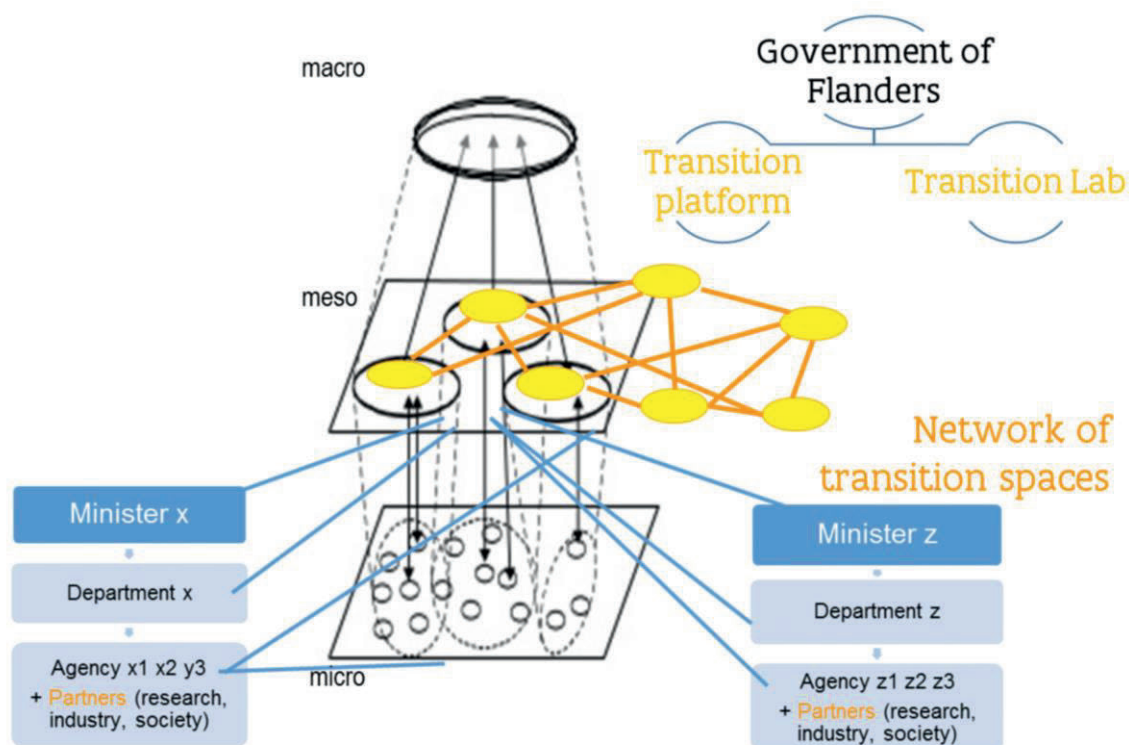 macro
Government of
Flanders
Transition
platform
Transition Lab
meso
Network of
transition spaces
Minister x
Department x
Agency x1 x2 y3
+ Partners (research,
industry, society)
micro
Minister z
Department z
Agency z1 z2 z3
+ Partners (research,
industry, society)